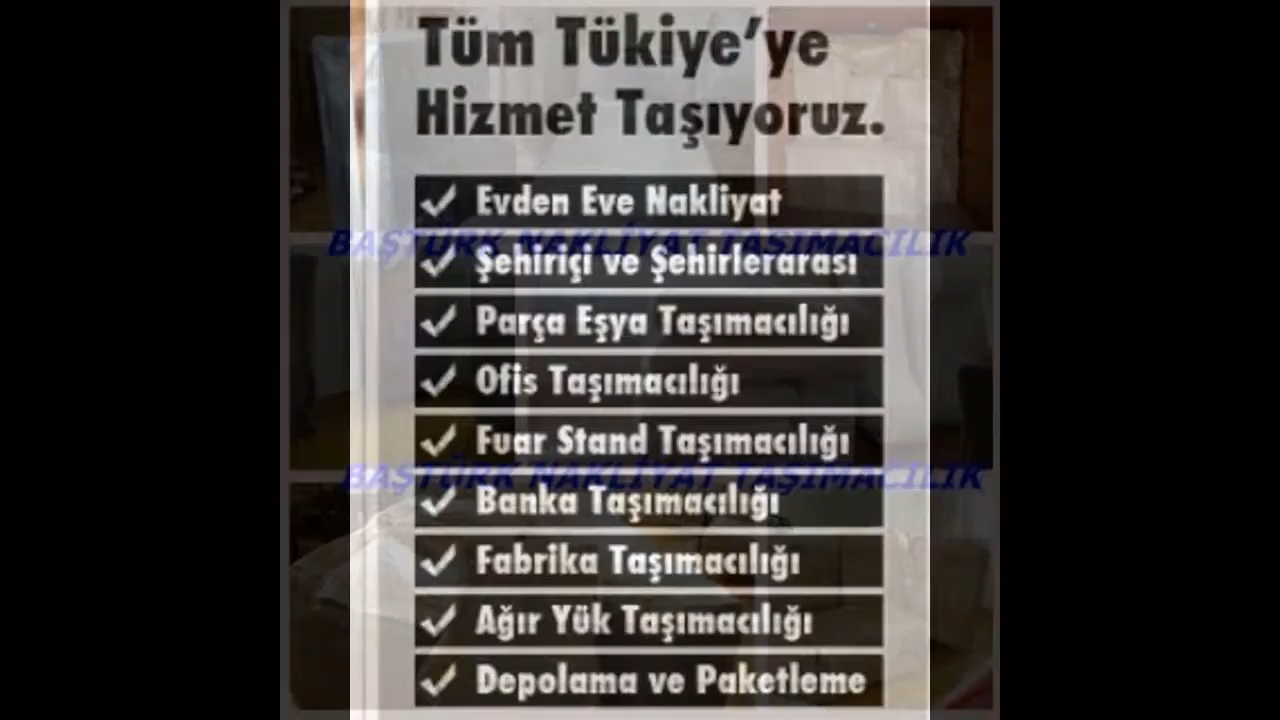 Tüm Tükiye’ye
Hizmet Taşıyoruz.
Evden Eve Nakliyat
BAŞTÜRK NAKLİYAT TAŞIMACILIK
Şehiriçi ve Şehirlerarası
Parça Eşya Taşımacılığı
Ofis Taşımacılığı
Fuar Stand Taşımacılığı
BAŞTÜRK NAKLİYAT TAŞIMACILIK
Banka Taşımacılığı
Fabrika Taşımacılığı
Ağır Yük Taşımacılığı
Depolama ve Paketleme